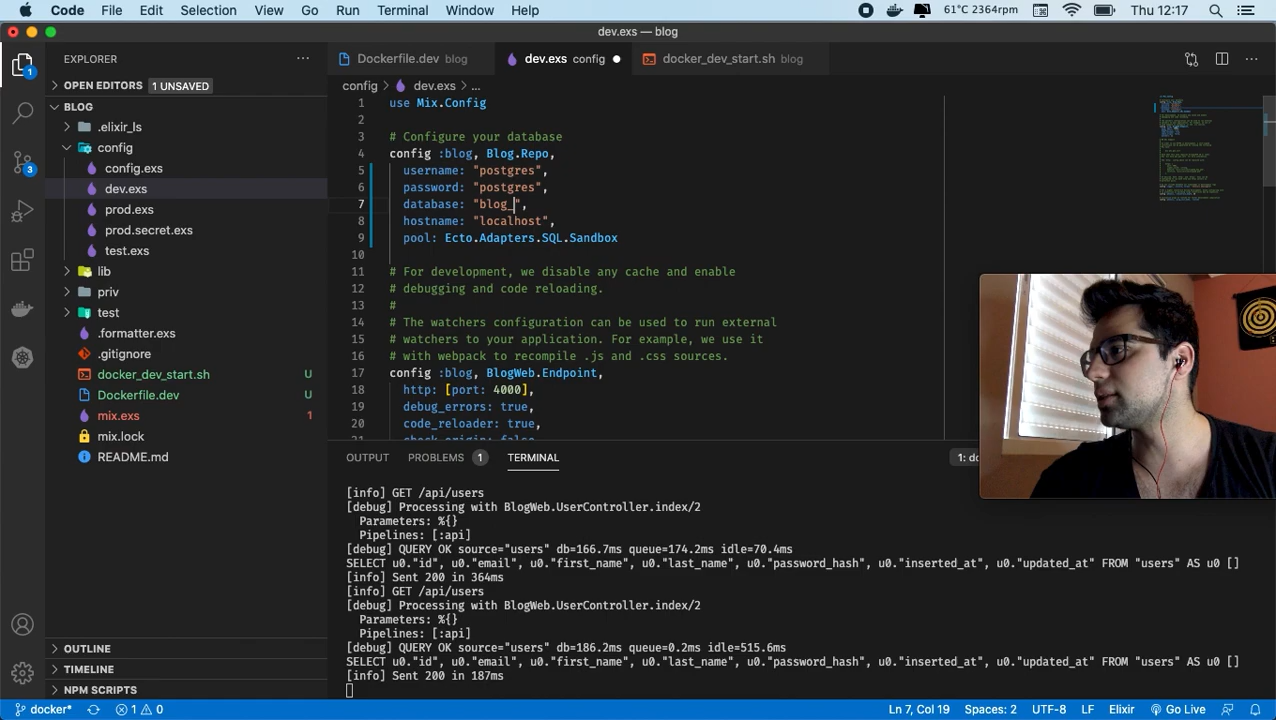 Code File Edit Selection View Go Run Terminal Window Help 61°C 2364rpm Thu 12:17
dev.exs — blog
EXPLORER
Dockerfile.dev blog dev.exs config docker_dev_start.sh blog
OPEN EDITORS 1 UNSAVED
config > dev.exs > ...
BLOG
.elixir_ls
config
config.exs
dev.exs
prod.exs
prod.secret.exs
test.exs
lib
priv
test
.formatter.exs
.gitignore
docker_dev_start.sh U
Dockerfile.dev U
mix.exs 1
mix.lock
README.md
OUTLINE
TIMELINE
NPM SCRIPTS
1
3
1 use Mix.Config
2
3 # Configure your database
4 config :blog, Blog.Repo,
5 username: "postgres",
6 password: "postgres",
7 database: "blog_",
8 hostname: "localhost",
9 pool: Ecto.Adapters.SQL.Sandbox
10
11 # For development, we disable any cache and enable
12 # debugging and code reloading.
13 #
14 # The watchers configuration can be used to run external
15 # watchers to your application. For example, we use it
16 # with webpack to recompile .js and .css sources.
17 config :blog, BlogWeb.Endpoint,
18 http: [port: 4000],
19 debug_errors: true,
20 code_reloader: true,
21 check_origin: false
OUTPUT PROBLEMS 1 TERMINAL 1: do
[info] GET /api/users
[debug] Processing with BlogWeb.UserController.index/2
Parameters: %{}
Pipelines: [:api]
[debug] QUERY OK source="users" db=166.7ms queue=174.2ms idle=70.4ms
SELECT u0."id", u0."email", u0."first_name", u0."last_name", u0."password_hash", u0."inserted_at", u0."updated_at" FROM "users" AS u0 []
[info] Sent 200 in 364ms
[info] GET /api/users
[debug] Processing with BlogWeb.UserController.index/2
Parameters: %{}
Pipelines: [:api]
[debug] QUERY OK source="users" db=186.2ms queue=0.2ms idle=515.6ms
SELECT u0."id", u0."email", u0."first_name", u0."last_name", u0."password_hash", u0."inserted_at", u0."updated_at" FROM "users" AS u0 []
[info] Sent 200 in 187ms
docker* 1 0 Ln 7, Col 19 Spaces: 2 UTF-8 LF Elixir Go Live